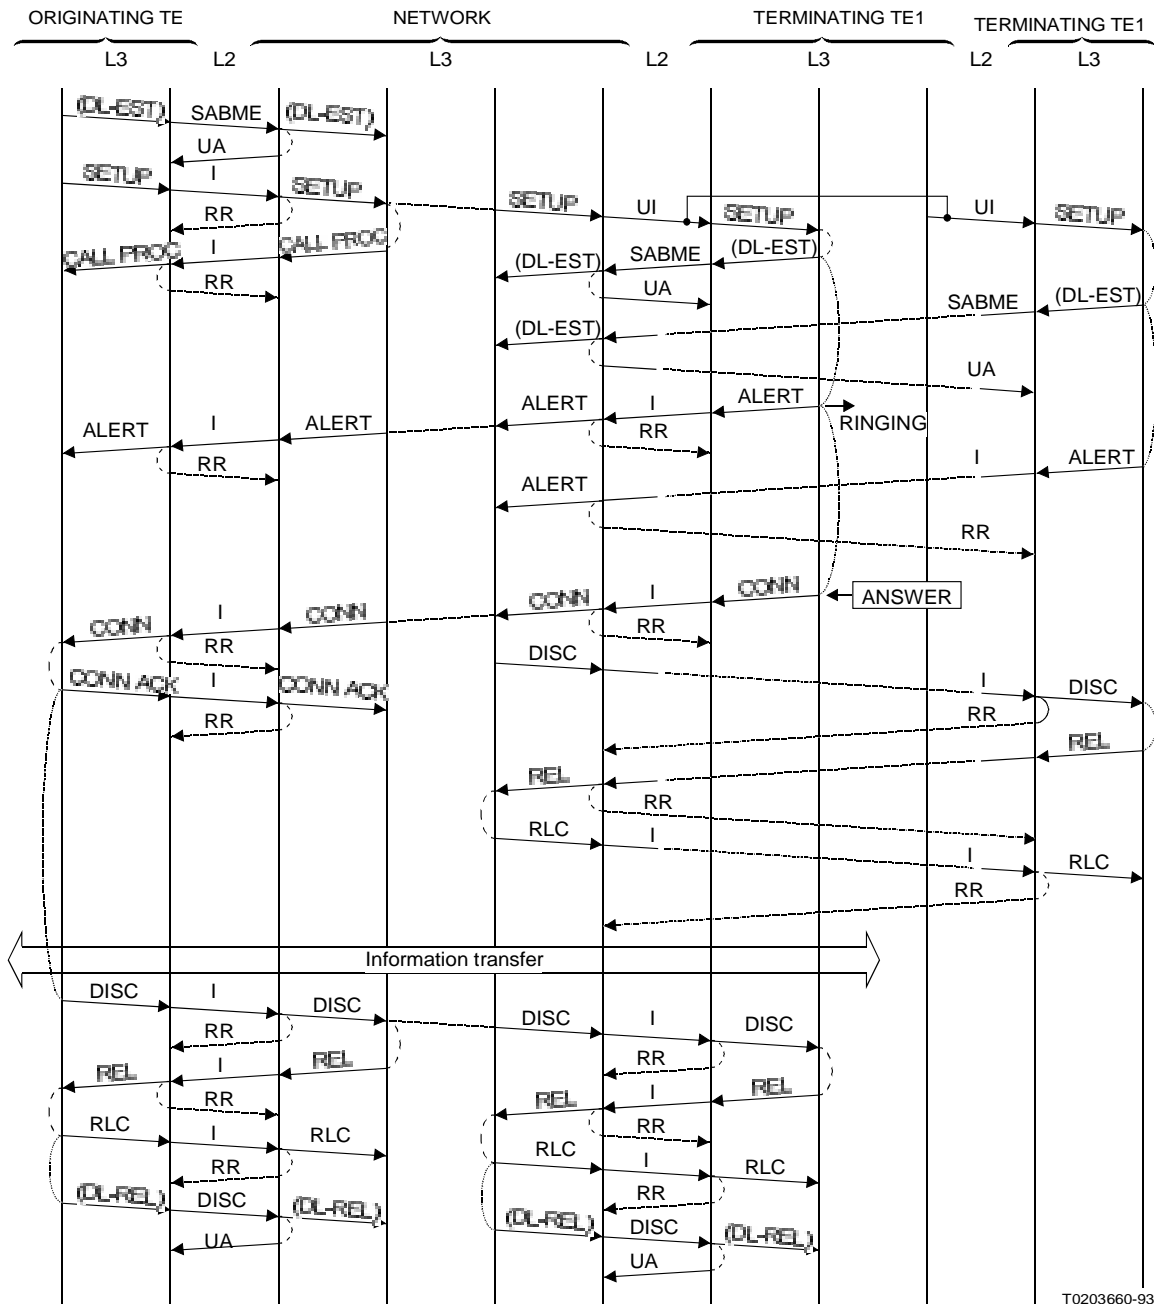 ORIGINATING TE NETWORK TERMINATING TE1 TERMINATING TE1
L3 L2 L3 L2 L3 L2 L3
(DL-EST) SABME (DL-EST)
UA
SETUP I SETUP SETUP UI SETUP UI SETUP
RR
CALL PROC I CALL PROC (DL-EST) SABME (DL-EST)
RR UA
SABME (DL-EST)
(DL-EST)
UA
ALERT I ALERT ALERT I ALERT RINGING
RR RR
ALERT I ALERT
RR
CONN I CONN CONN I CONN ANSWER
RR RR
DISC
CONN ACK I CONN ACK I DISC
RR RR
REL REL
RR
RLC I I RLC
RR
Information transfer
DISC I DISC DISC I DISC
RR RR
REL I REL REL I REL
RR RR
RLC I RLC RLC I RLC
RR RR
(DL-REL) DISC (DL-REL) (DL-REL) DISC (DL-REL)
UA UA
T0203660-93